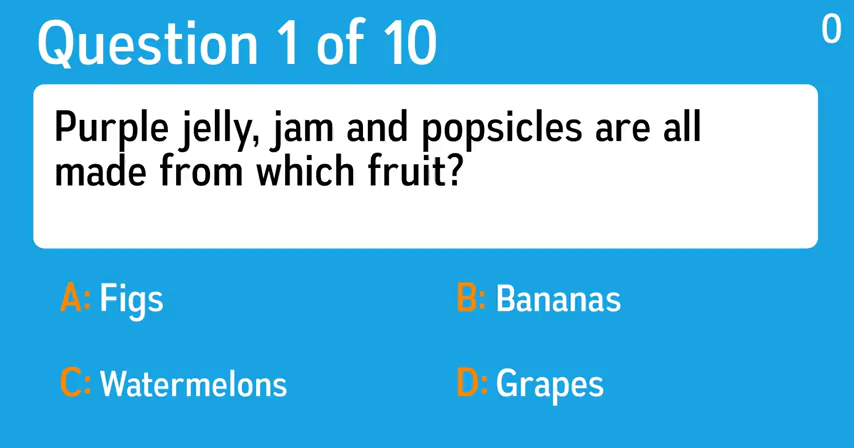 Question 1 of 10
0
Purple jelly, jam and popsicles are all
made from which fruit?
A: Figs
B: Bananas
C: Watermelons
D: Grapes